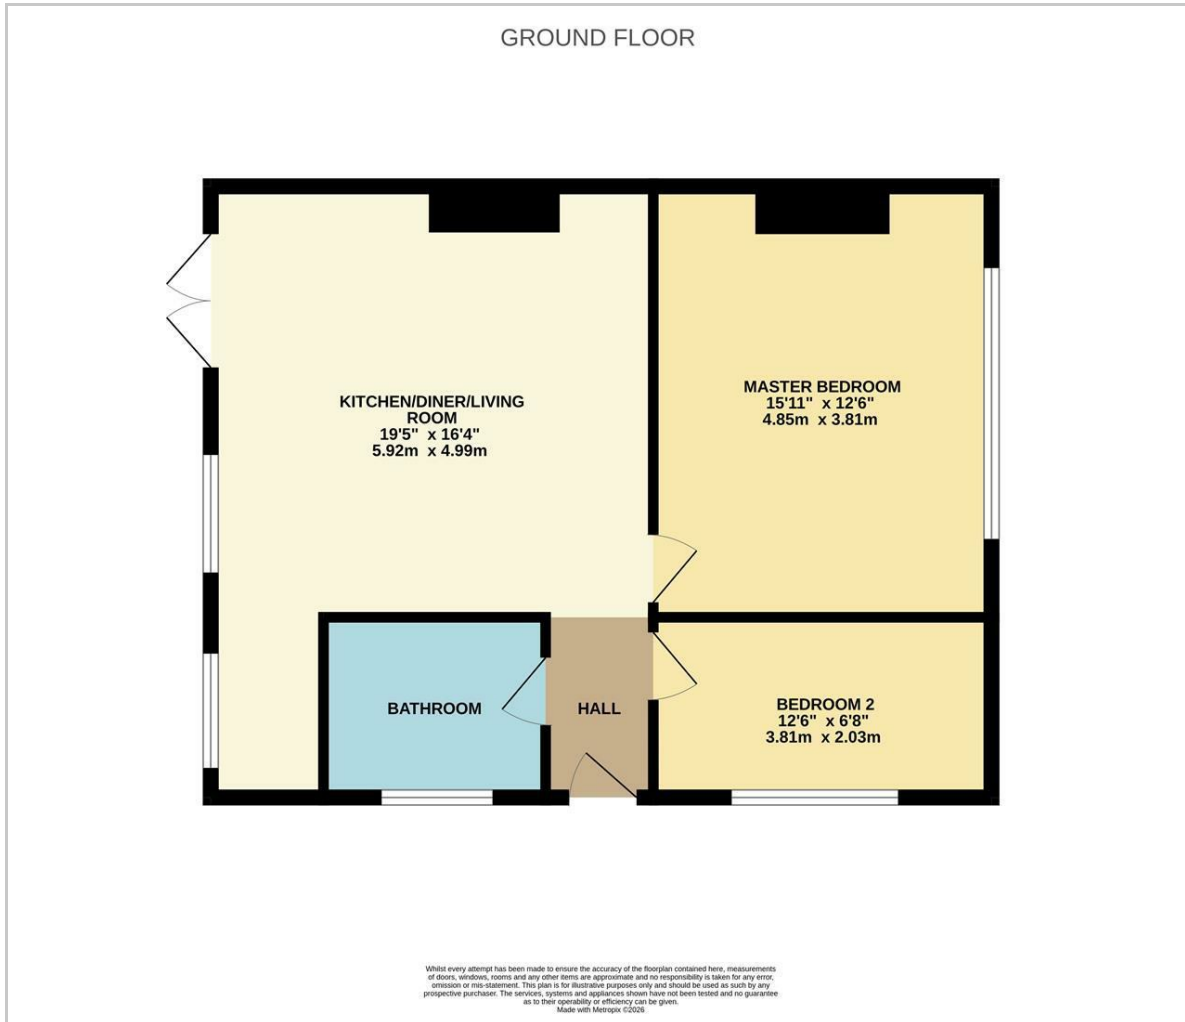 GROUND FLOOR
KITCHEN/DINER/LIVING
ROOM
19'5" x 16'4"
5.92m x 4.99m
MASTER BEDROOM
15'11" x 12'6"
4.85m x 3.81m
BATHROOM
HALL
BEDROOM 2
12'6" x 6'8"
3.81m x 2.03m
Whilst every attempt has been made to ensure the accuracy of the floorplan contained here, measurements
of doors, windows, rooms and any other items are approximate and no responsibility is taken for any error,
omission or mis-statement. This plan is for illustrative purposes only and should be used as such by any
prospective purchaser. The services, systems and appliances shown have not been tested and no guarantee
as to their operability or efficiency can be given.
Made with Metropix ©2026